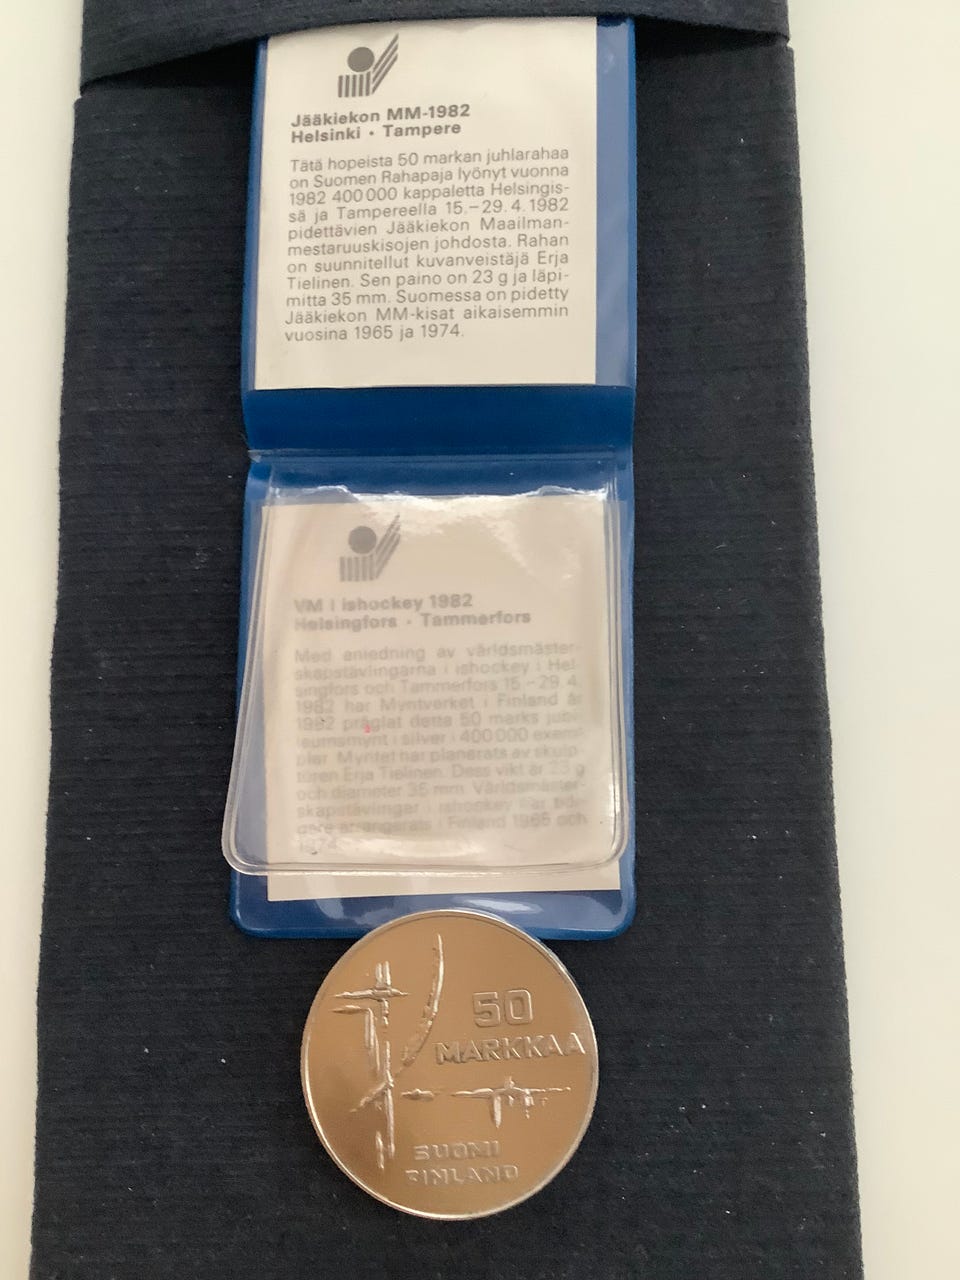 Jääkiekon MM-1982
Helsinki • Tampere
Tätä hopeista 50 markan juhlarahaa
on Suomen Rahapaja lyönyt vuonna
1982 400 000 kappaletta Helsingis-
sä ja Tampereella 15.–29.4.1982
pidettävien Jääkiekon Maailman-
mestaruuskisojen johdosta. Rahan
on suunnitellut kuvanveistäjä Erja
Tielinen. Sen paino on 23 g ja läpi-
mitta 35 mm. Suomessa on pidetty
Jääkiekon MM-kisat aikaisemmin
vuosina 1965 ja 1974.
VM i ishockey 1982
Helsingfors • Tammerfors
Med anledning av världsmäster-
skapstävlingarna i ishockey i Hel-
singfors och Tammerfors 15.–29.4.
1982 har Myntverket i Finland år
1982 präglat detta 50 marks jubi-
leumsmynt i silver i 400 000 exem-
plar. Myntet har planerats av skulp-
tören Erja Tielinen. Dess vikt är 23 g
och diameter 35 mm. Världsmäster-
skapstävlingar i ishockey har tidi-
gare arrangerats i Finland 1965 och
1974.
50
MARKKAA
SUOMI
FINLAND